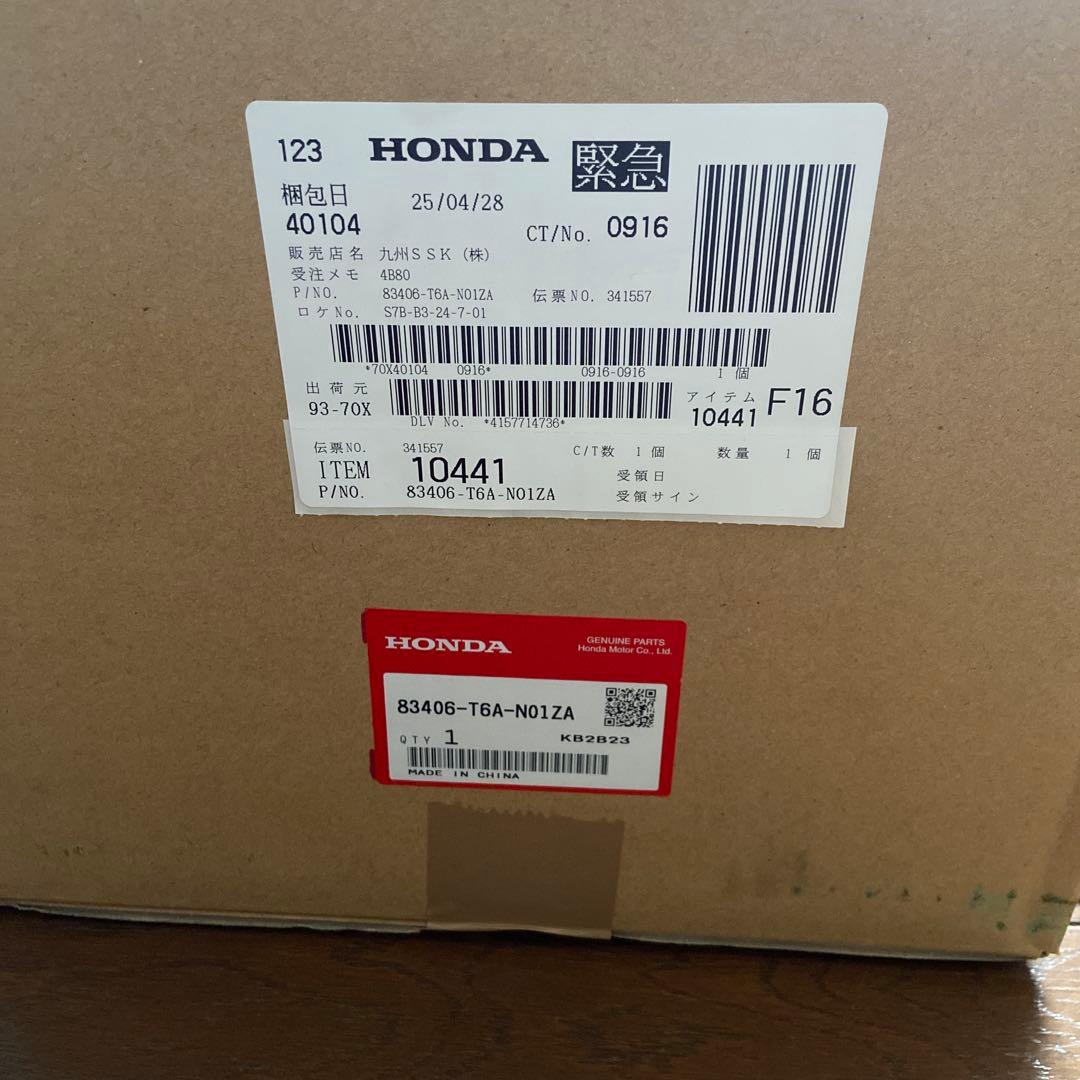 123 HONDA 緊急
梱包日 25/04/28
40104 CT/No. 0916
販売店名 九州SSK(株)
受注メモ 4B80
P/NO. 83406-T6A-N01ZA 伝票NO. 341557
ロケNo. S7B-B3-24-7-01
*70X40104 0916* 0916-0916 1 個
出荷元 アイテム F16
93-70X 10441
DLV No. *4157714736*
伝票NO. 341557 C/T数 1 個 数量 1 個
ITEM 10441 受領日
P/NO. 83406-T6A-N01ZA 受領サイン
HONDA GENUINE PARTS
Honda Motor Co., Ltd.
83406-T6A-N01ZA
QTY 1 KB2B23
MADE IN CHINA